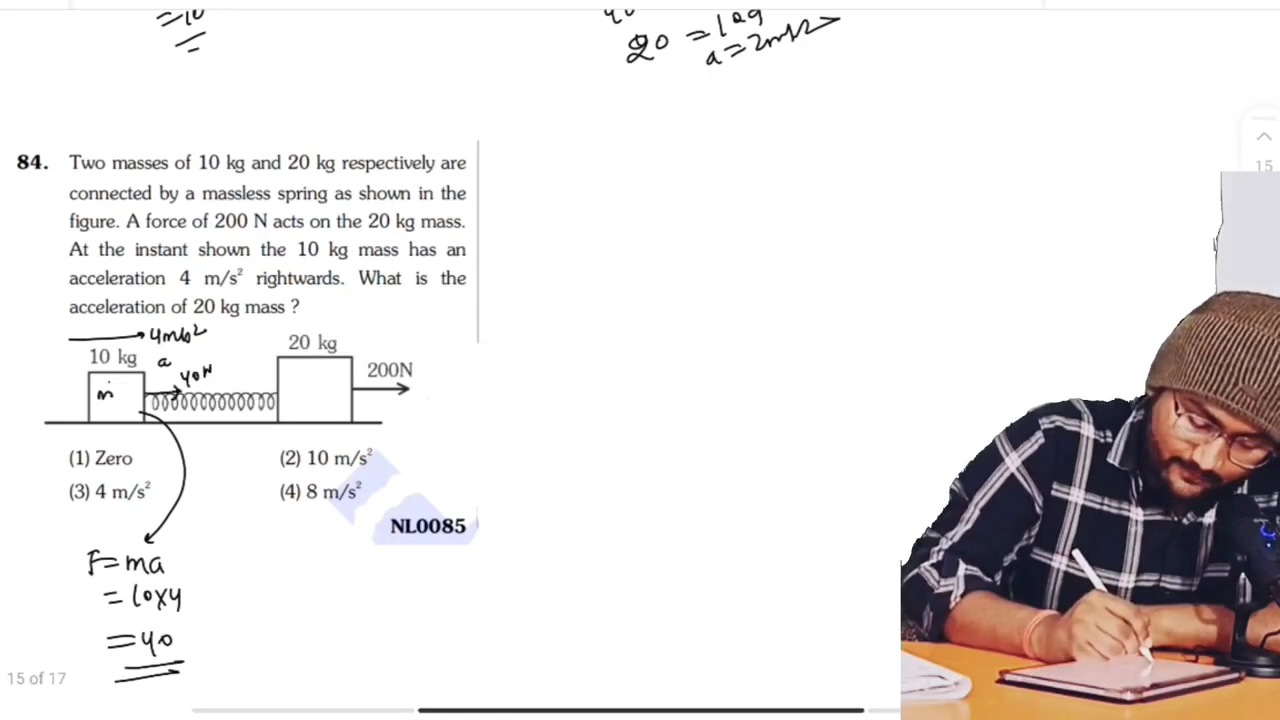 =10
20 = 10a
a = 2m/s2
15
84. Two masses of 10 kg and 20 kg respectively are
connected by a massless spring as shown in the
figure. A force of 200 N acts on the 20 kg mass.
At the instant shown the 10 kg mass has an
acceleration 4 m/s² rightwards. What is the
acceleration of 20 kg mass ?
4m/s2
20 kg
10 kg
a
40N
200N
m
(1) Zero
(2) 10 m/s²
(3) 4 m/s²
(4) 8 m/s²
NL0085
F=ma
= 10x4
= 40
15 of 17